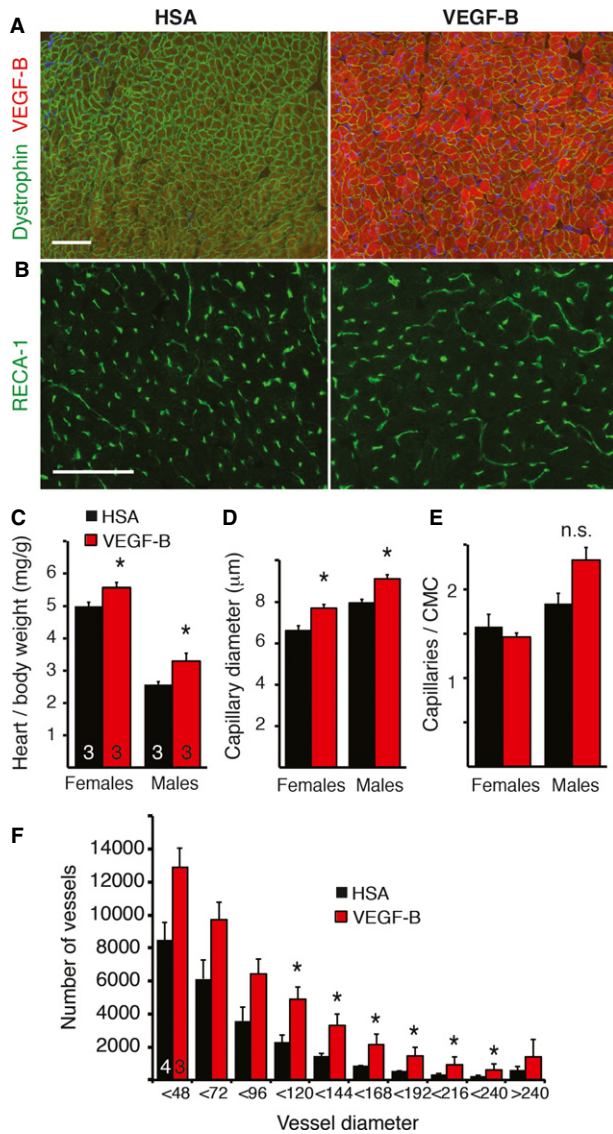 HSA VEGF-B
A
Dystrophin VEGF-B
B
RECA-1
C
HSA
VEGF-B
Heart / body weight (mg/g)
6
5
4
3
2
1
*
*
3 3 3 3
Females Males
D
Capillary diameter (μm)
8
6
4
2
*
*
Females Males
E
Capillaries / CMC
2
1
n.s.
Females Males
F
Number of vessels
14000
12000
10000
8000
6000
4000
2000
HSA
VEGF-B
* * * * * *
4 3
<48 <72 <96 <120 <144 <168 <192 <216 <240 >240
Vessel diameter